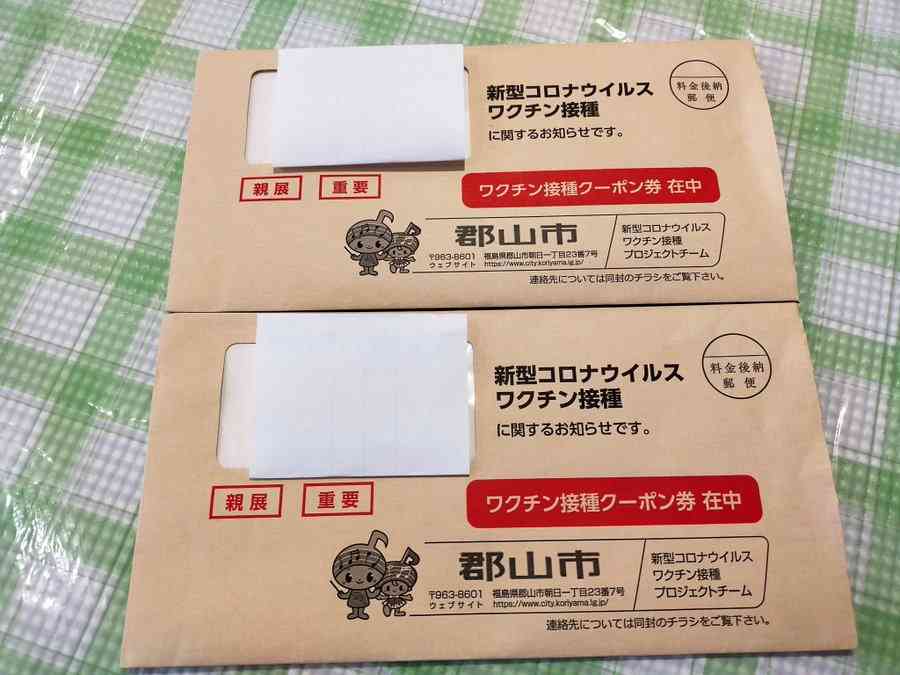 新型コロナウイルス
ワクチン接種
に関するお知らせです。
料金後納
郵便
親展
重要
ワクチン接種クーポン券 在中
郡山市
〒963-8601 福島県郡山市朝日一丁目23番7号
ウェブサイト https://www.city.koriyama.lg.jp/
新型コロナウイルス
ワクチン接種
プロジェクトチーム
連絡先については同封のチラシをご覧下さい。
新型コロナウイルス
ワクチン接種
に関するお知らせです。
料金後納
郵便
親展
重要
ワクチン接種クーポン券 在中
郡山市
〒963-8601 福島県郡山市朝日一丁目23番7号
ウェブサイト https://www.city.koriyama.lg.jp/
新型コロナウイルス
ワクチン接種
プロジェクトチーム
連絡先については同封のチラシをご覧下さい。